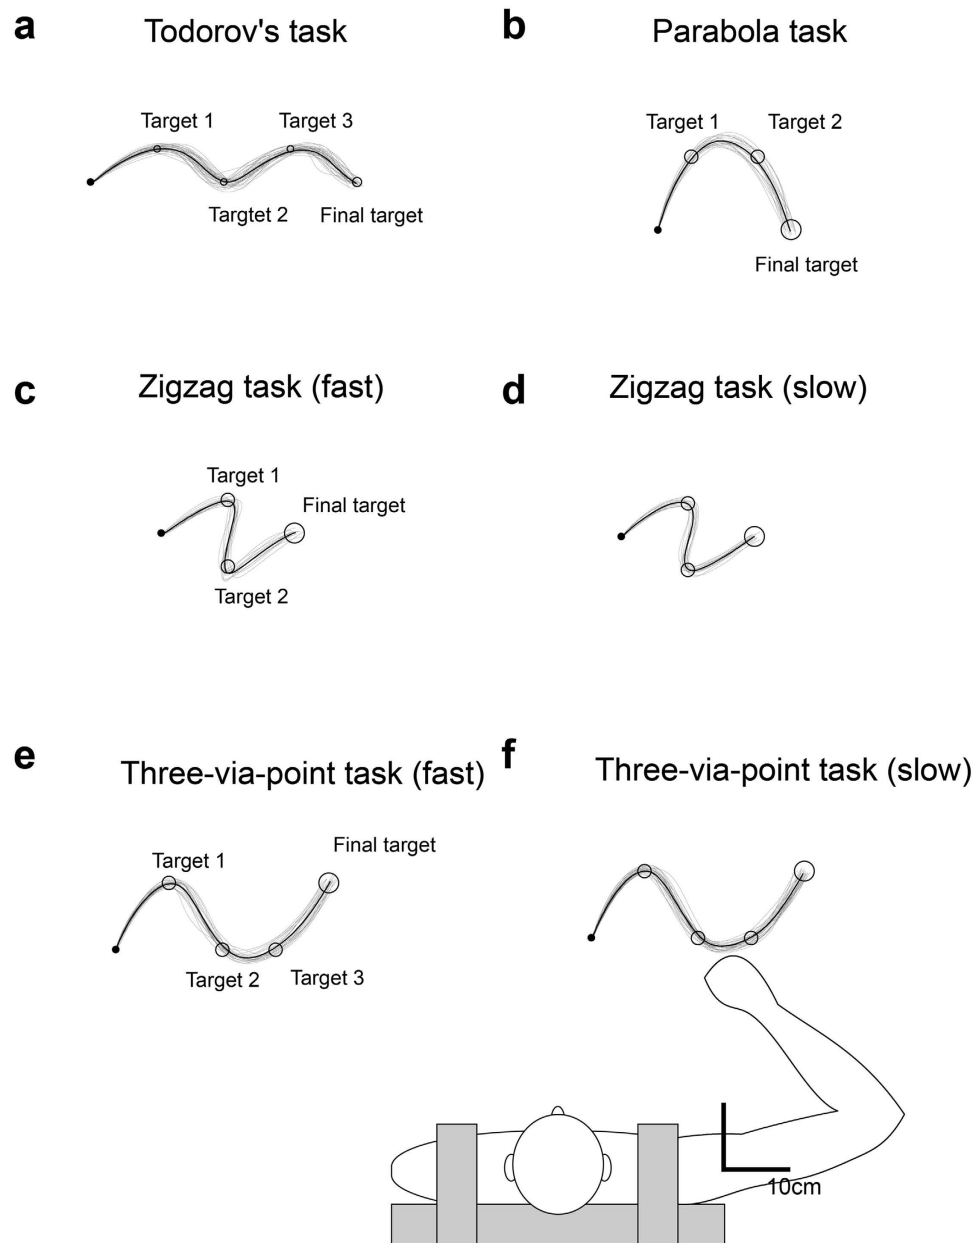 a
Todorov's task
Target 1
Target 3
Targtet 2
Final target
b
Parabola task
Target 1
Target 2
Final target
c
Zigzag task (fast)
Target 1
Final target
Target 2
d
Zigzag task (slow)
e
Three-via-point task (fast)
Final target
Target 1
Target 2
Target 3
f
Three-via-point task (slow)
10cm